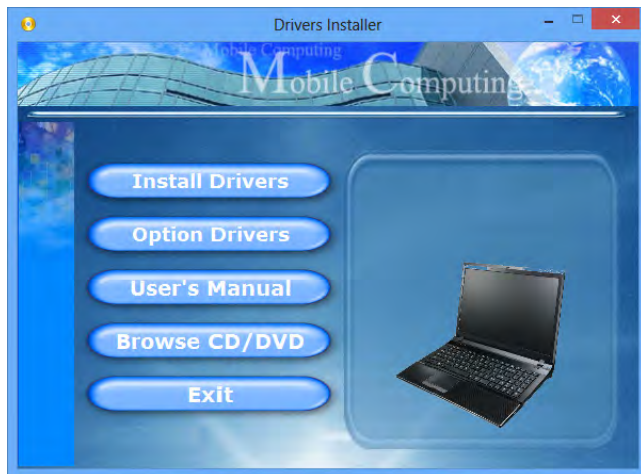 Drivers Installer
Mobile Computing
Mobile Computing
Install Drivers
Option Drivers
User's Manual
Browse CD/DVD
Exit